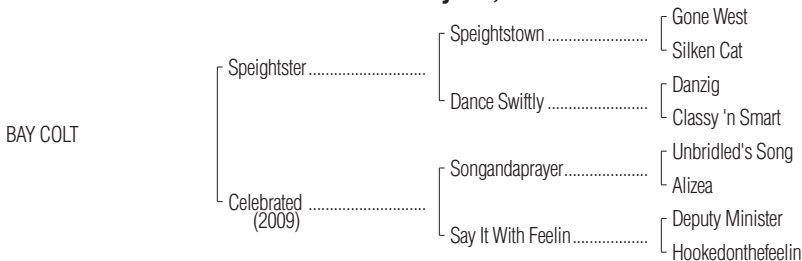 Gone West
Speightstown ...................
Silken Cat
Speightster...........................
Danzig
Dance Swiftly ...................
Classy 'n Smart
BAY COLT
Unbridled's Song
Songandaprayer................
Alizea
Celebrated ...........................
(2009)
Deputy Minister
Say It With Feelin..............
Hookedonthefeelin